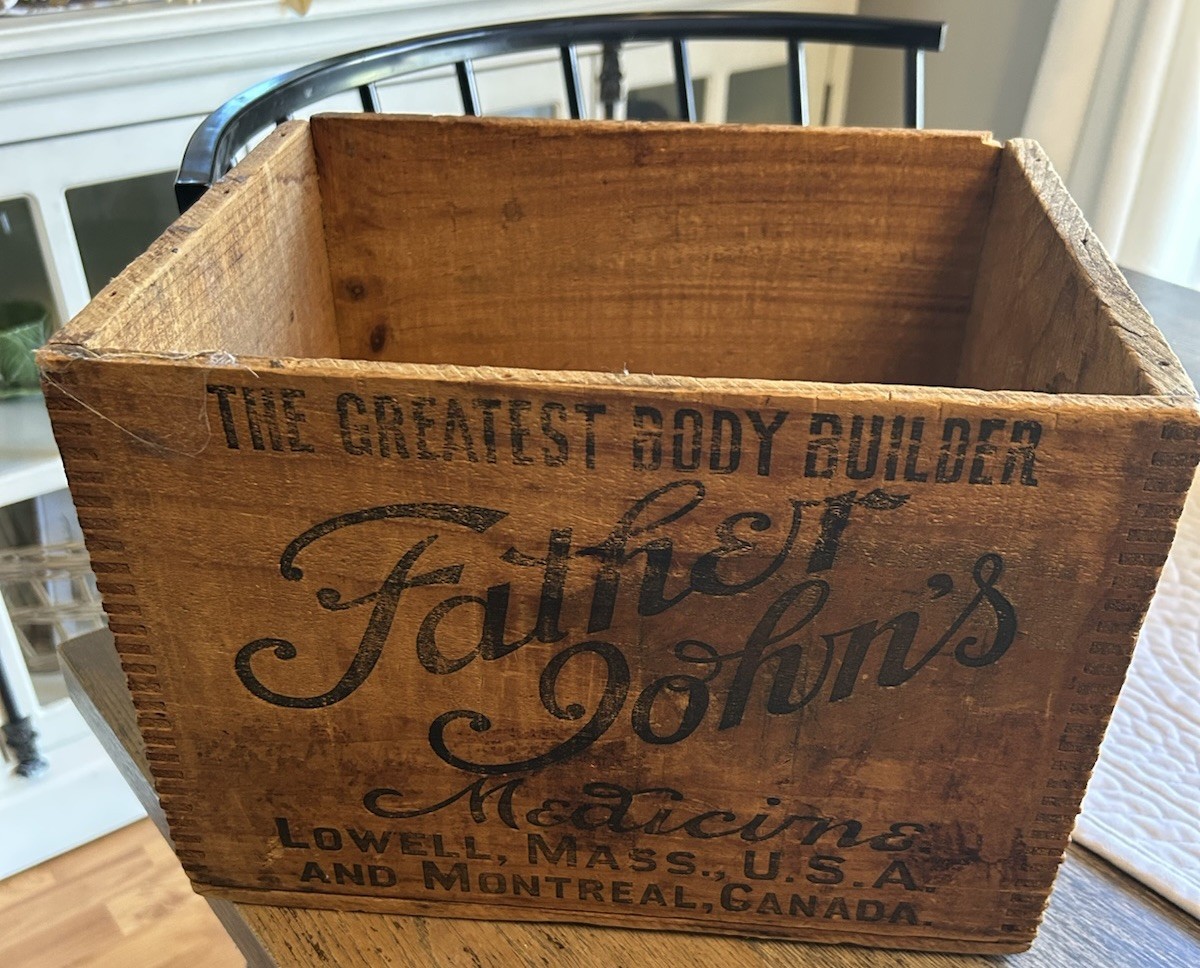 THE GREATEST BODY BUILDER
Father
John's
Medicine.
LOWELL, MASS., U.S.A.
AND MONTREAL, CANADA.